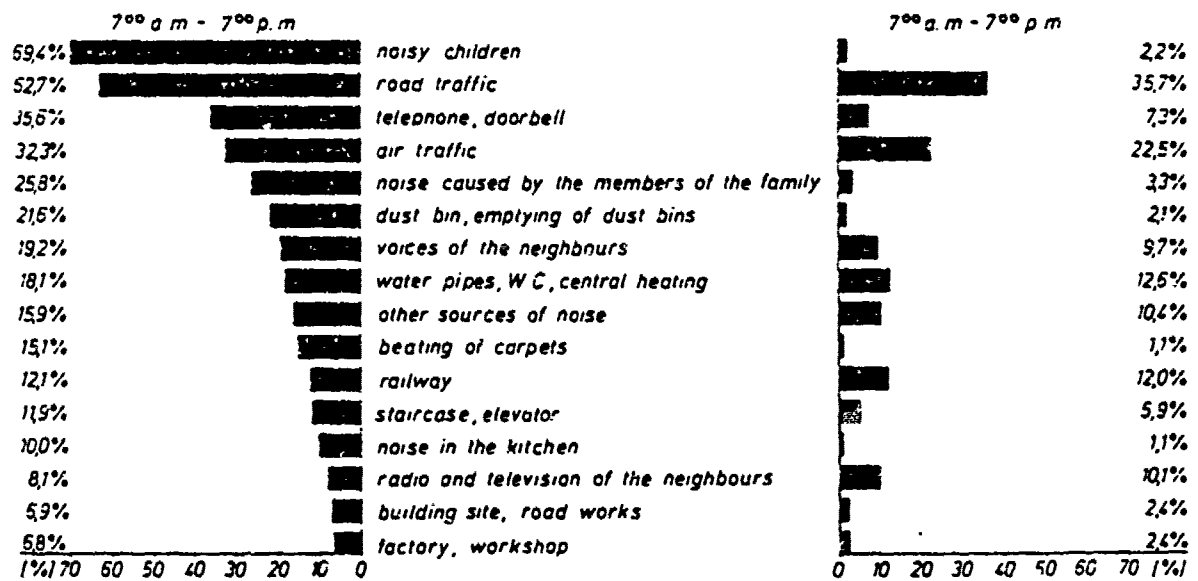 7⁰⁰ a m - 7⁰⁰ p. m 7⁰⁰ a. m - 7⁰⁰ p m
69,4% noisy children 2,2%
52,7% road traffic 35,7%
35,6% telephone, doorbell 7,3%
32,3% air traffic 22,5%
25,8% noise caused by the members of the family 3,3%
21,6% dust bin, emptying of dust bins 2,1%
19,2% voices of the neighbours 9,7%
18,1% water pipes, W C, central heating 12,6%
15,9% other sources of noise 10,4%
15,1% beating of carpets 1,1%
12,1% railway 12,0%
11,9% staircase, elevator 5,9%
10,0% noise in the kitchen 1,1%
8,1% radio and television of the neighbours 10,1%
6,9% building site, road works 2,4%
6,8% factory, workshop 2,4%
[%] 70 60 50 40 30 20 10 0 0 10 20 30 40 50 60 70 [%]